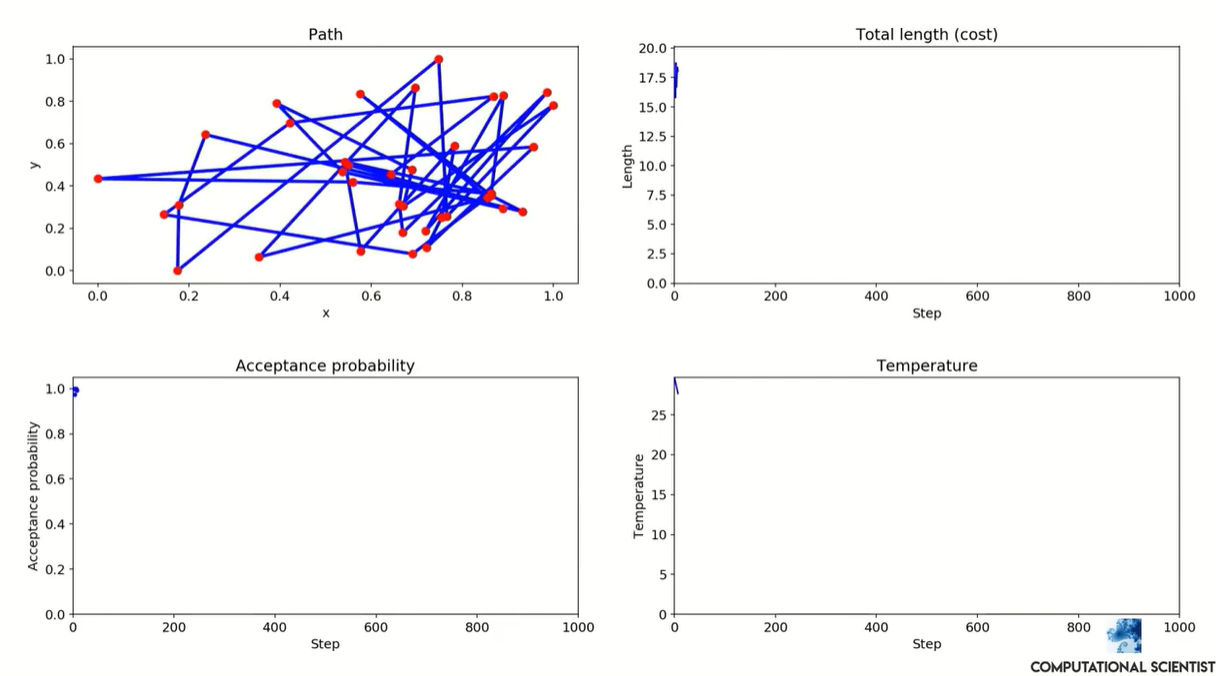 Path
1.0
0.8
0.6
0.4
0.2
0.0
y
0.0 0.2 0.4 0.6 0.8 1.0
x
Total length (cost)
20.0
17.5
15.0
12.5
10.0
7.5
5.0
2.5
0.0
Length
0 200 400 600 800 1000
Step
Acceptance probability
1.0
0.8
0.6
0.4
0.2
0.0
Acceptance probability
0 200 400 600 800 1000
Step
Temperature
25
20
15
10
5
0
Temperature
0 200 400 600 800 1000
Step
COMPUTATIONAL SCIENTIST